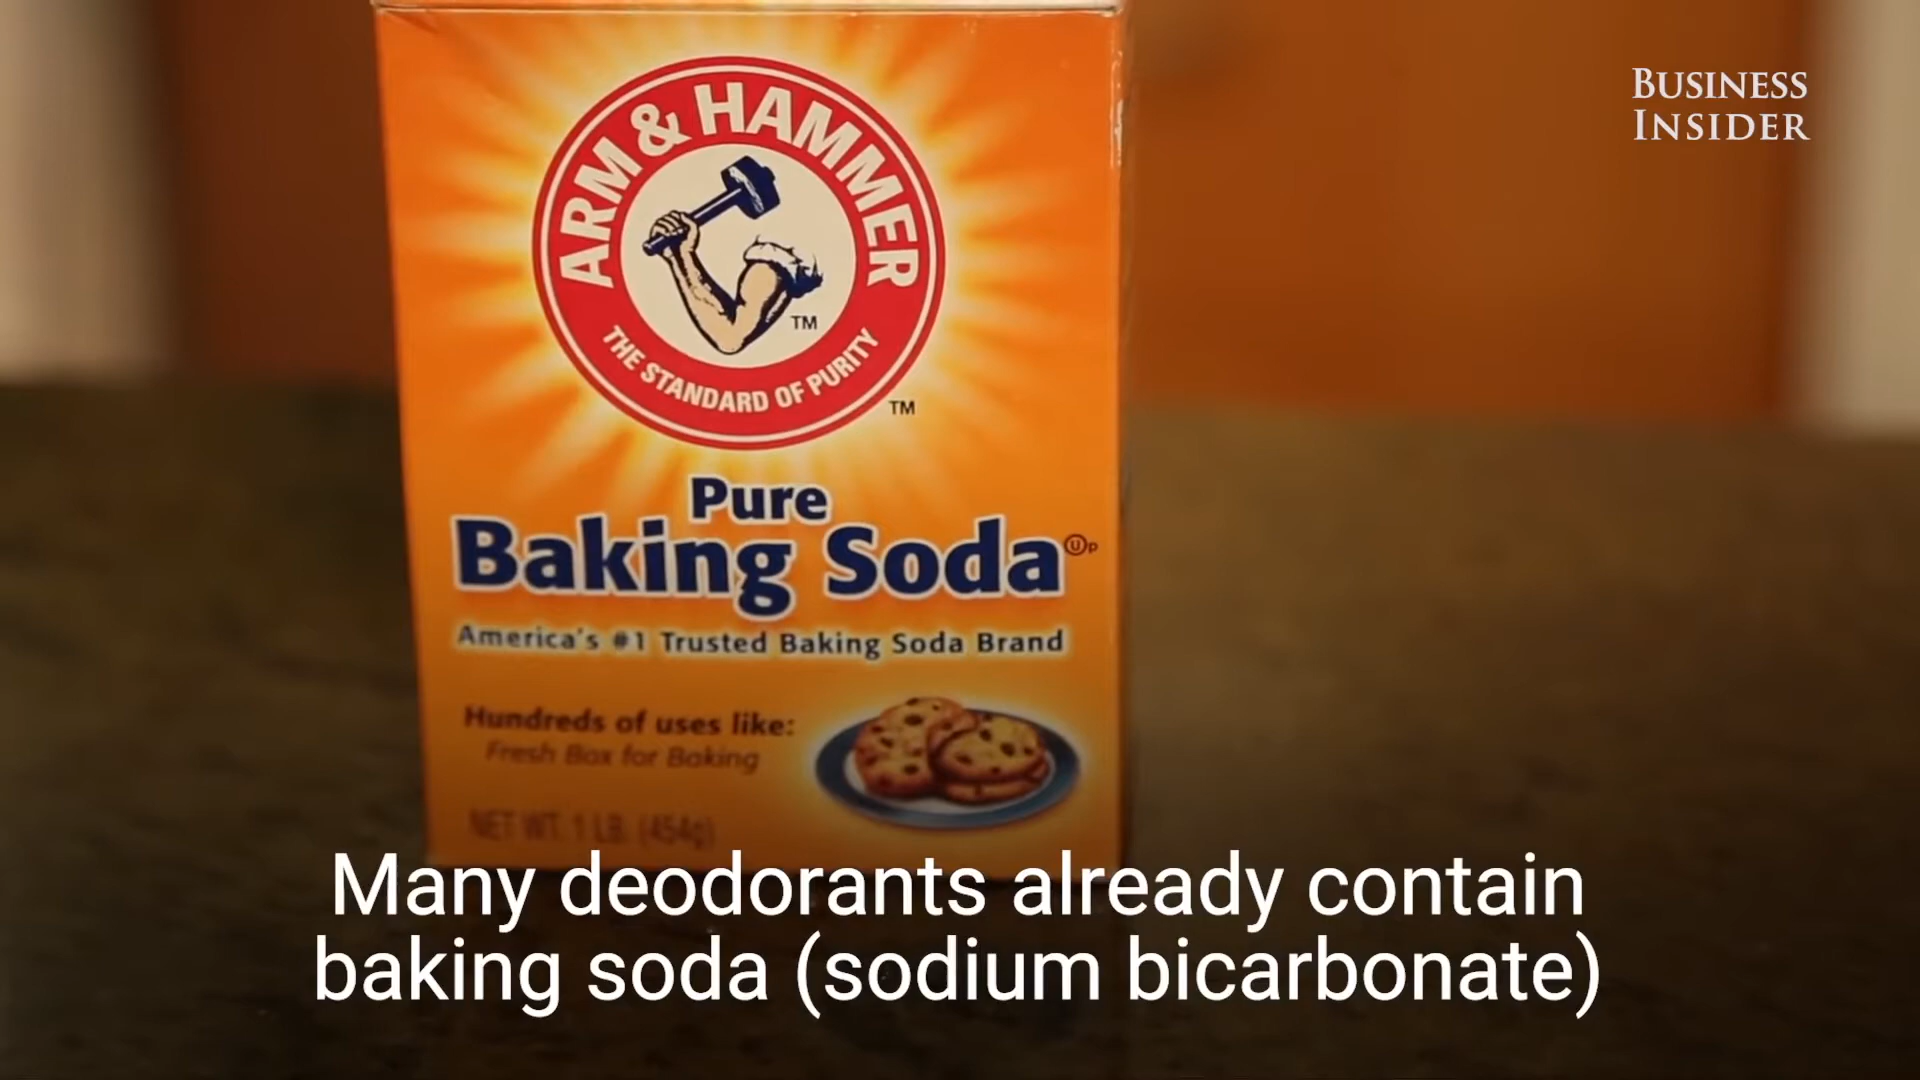 BUSINESS
INSIDER
ARM & HAMMER
TM
THE STANDARD OF PURITY
TM
Pure
Baking Soda Ⓤᴾ
America's #1 Trusted Baking Soda Brand
Hundreds of uses like:
Fresh Box for Baking
NET WT. 1 LB. (454g)
Many deodorants already contain
baking soda (sodium bicarbonate)